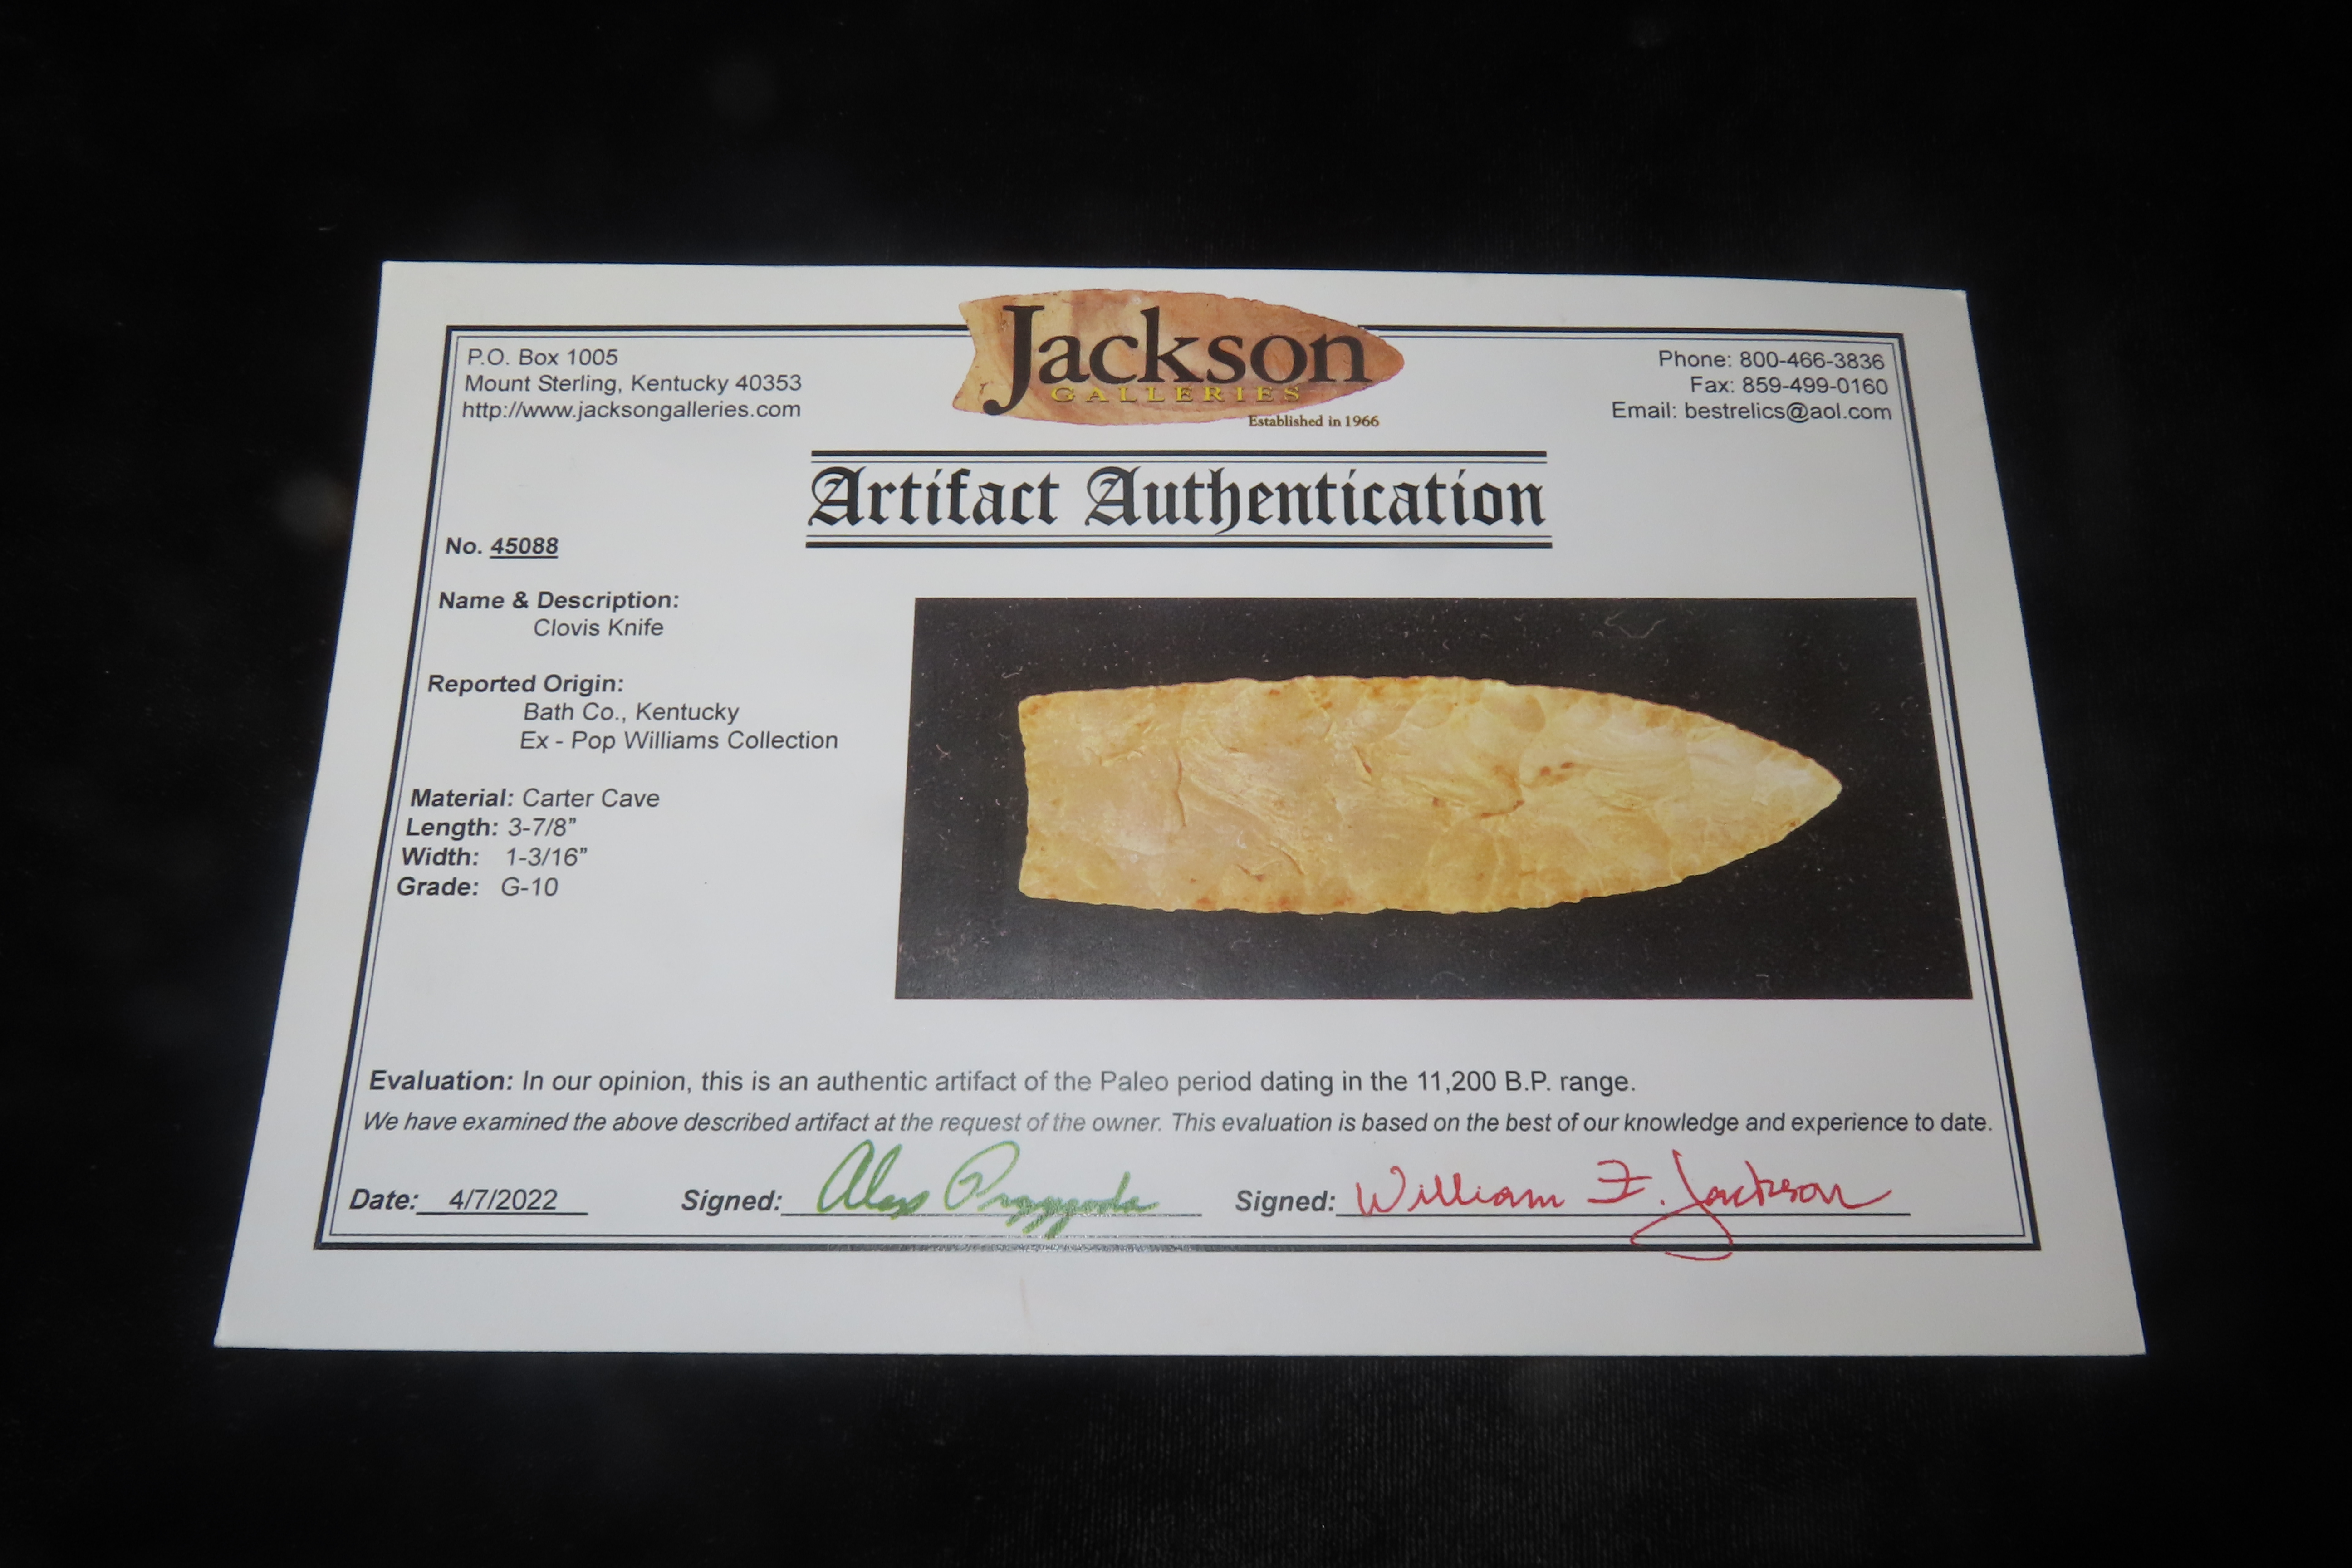 Jackson
GALLERIES
Established in 1966
P.O. Box 1005
Mount Sterling, Kentucky 40353
http://www.jacksongalleries.com
Phone: 800-466-3836
Fax: 859-499-0160
Email: bestrelics@aol.com
Artifact Authentication
No. 45088
Name & Description:
Clovis Knife
Reported Origin:
Bath Co., Kentucky
Ex - Pop Williams Collection
Material: Carter Cave
Length: 3-7/8”
Width: 1-3/16”
Grade: G-10
Evaluation: In our opinion, this is an authentic artifact of the Paleo period dating in the 11,200 B.P. range.
We have examined the above described artifact at the request of the owner. This evaluation is based on the best of our knowledge and experience to date.
Date: 4/7/2022 Signed: Alex Signed: William F. Jackson